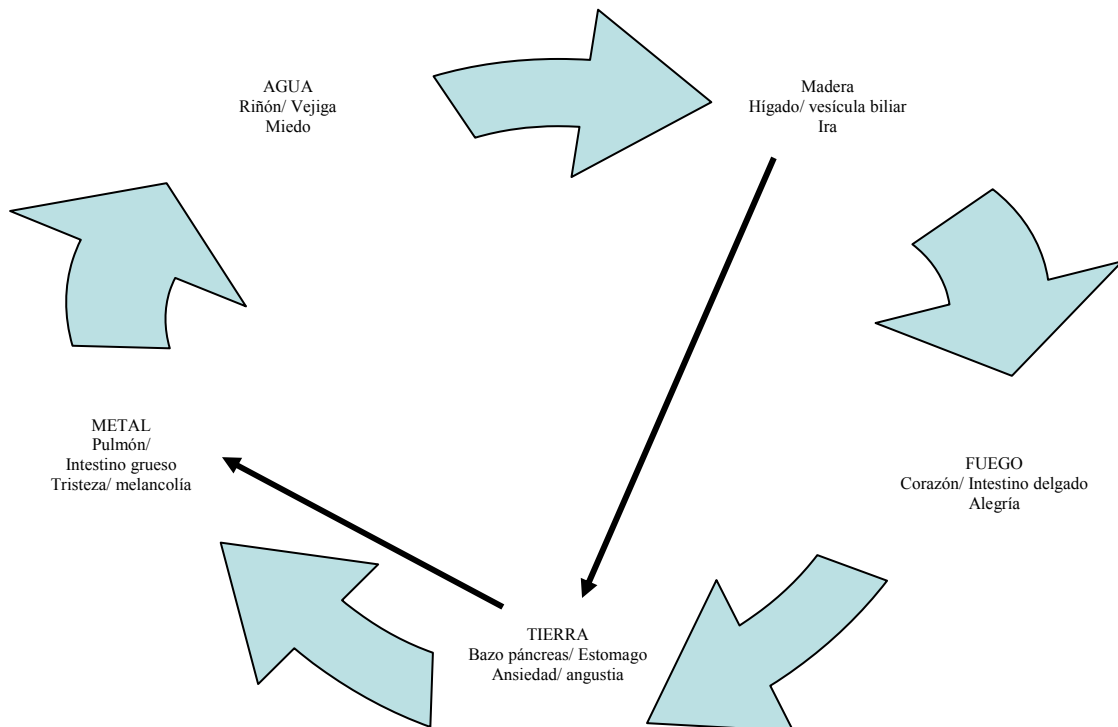 AGUA
Riñón/ Vejiga
Miedo
Madera
Hígado/ vesícula biliar
Ira
METAL
Pulmón/
Intestino grueso
Tristeza/ melancolía
FUEGO
Corazón/ Intestino delgado
Alegría
TIERRA
Bazo páncreas/ Estomago
Ansiedad/ angustia